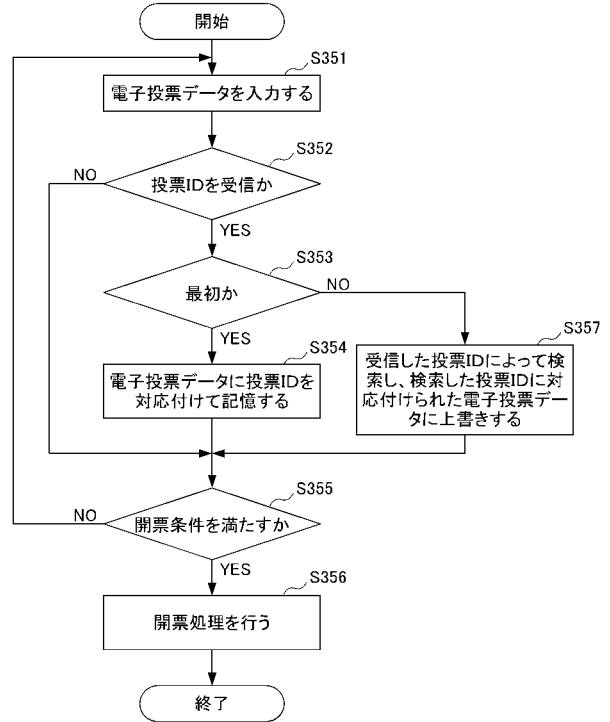 開始
S351
電子投票データを入力する
S352
投票IDを受信か
NO
YES
S353
最初か
NO
YES
S354
電子投票データに投票IDを
対応付けて記憶する
S357
受信した投票IDによって検
索し、検索した投票IDに対
応付けられた電子投票デー
タに上書きする
S355
開票条件を満たすか
NO
YES
S356
開票処理を行う
終了